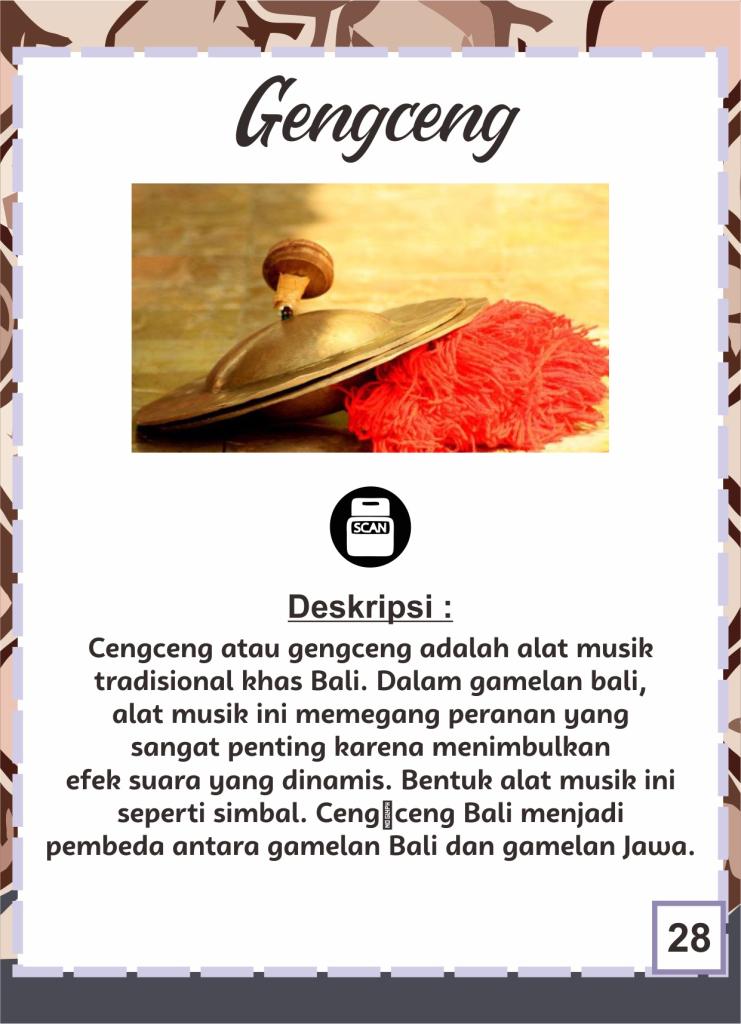 Gengceng
SCAN
Deskripsi :
Cengceng atau gengceng adalah alat musik
tradisional khas Bali. Dalam gamelan bali,
alat musik ini memegang peranan yang
sangat penting karena menimbulkan
efek suara yang dinamis. Bentuk alat musik ini
seperti simbal. Ceng ceng Bali menjadi
pembeda antara gamelan Bali dan gamelan Jawa.
28